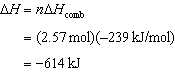 ΔH = nΔH_comb
= (2.57 mol)(−239 kJ/mol)
= −614 kJ